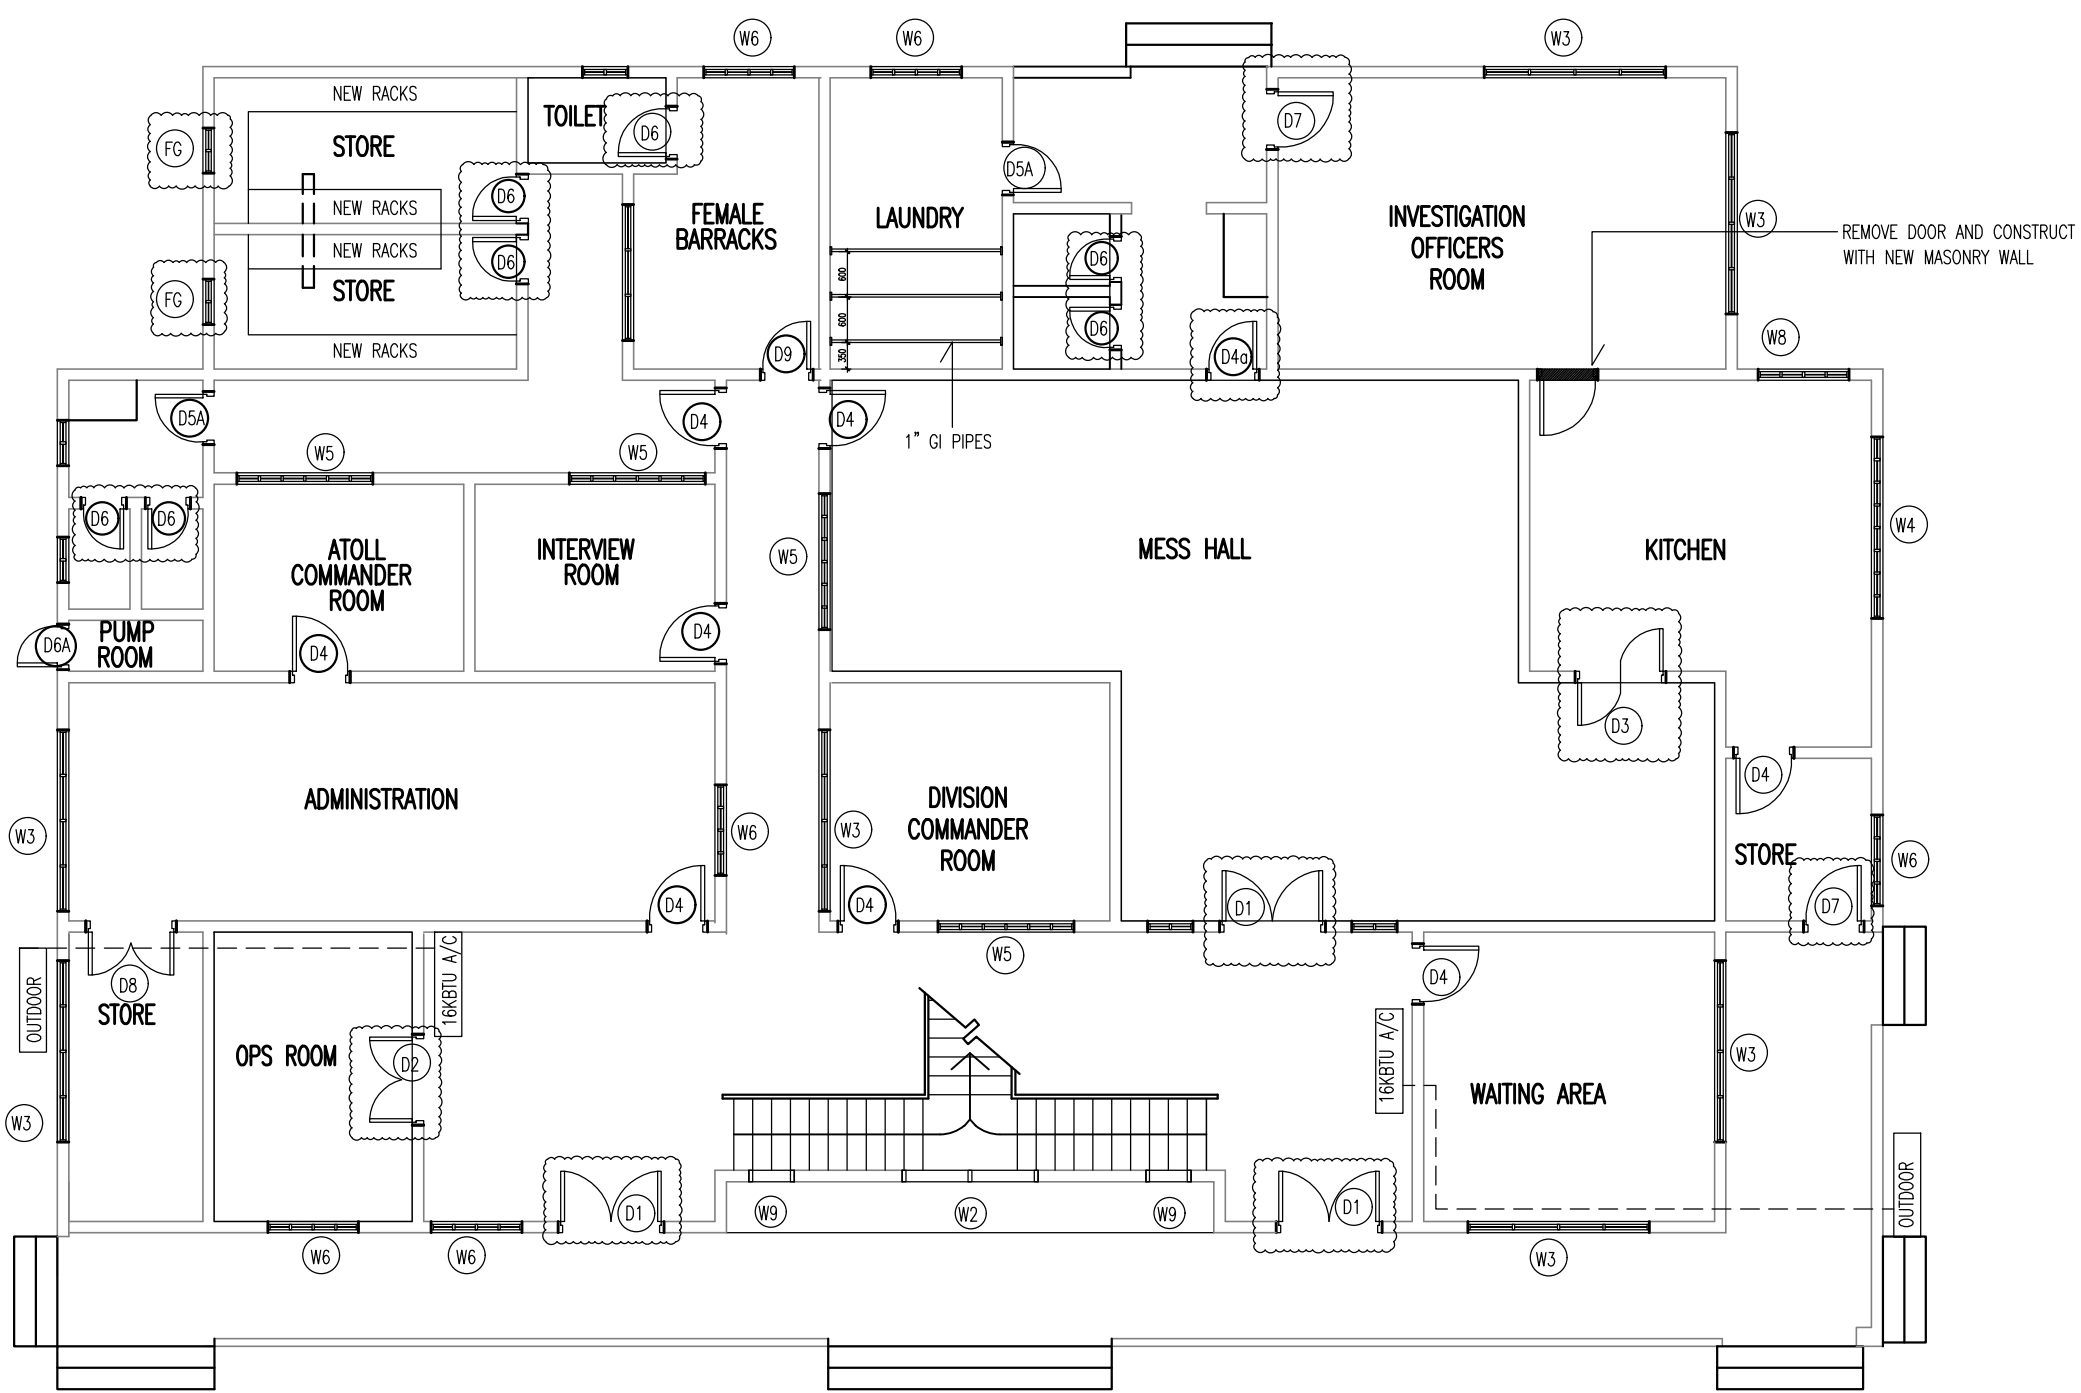 W6
W6
W3
NEW RACKS
TOILET
STORE
FG
D6
D7
D5A
D6
NEW RACKS
FEMALE
BARRACKS
LAUNDRY
INVESTIGATION
OFFICERS
ROOM
W3
REMOVE DOOR AND CONSTRUCT
WITH NEW MASONRY WALL
NEW RACKS
D6
D6
600
STORE
FG
600
D6
W8
NEW RACKS
D9
350
D4a
D5A
D4
D4
1" GI PIPES
W5
W5
D6
D6
W4
ATOLL
COMMANDER
ROOM
INTERVIEW
ROOM
W5
MESS HALL
KITCHEN
PUMP
ROOM
D6A
D4
D4
D3
D4
ADMINISTRATION
DIVISION
COMMANDER
ROOM
W3
W6
W3
STORE
W6
D4
D4
D1
D7
16KBTU A/C
W5
D4
D8
STORE
OUTDOOR
OPS ROOM
D2
16KBTU A/C
W3
WAITING AREA
W3
OUTDOOR
D1
W9
W2
W9
D1
W6
W6
W3